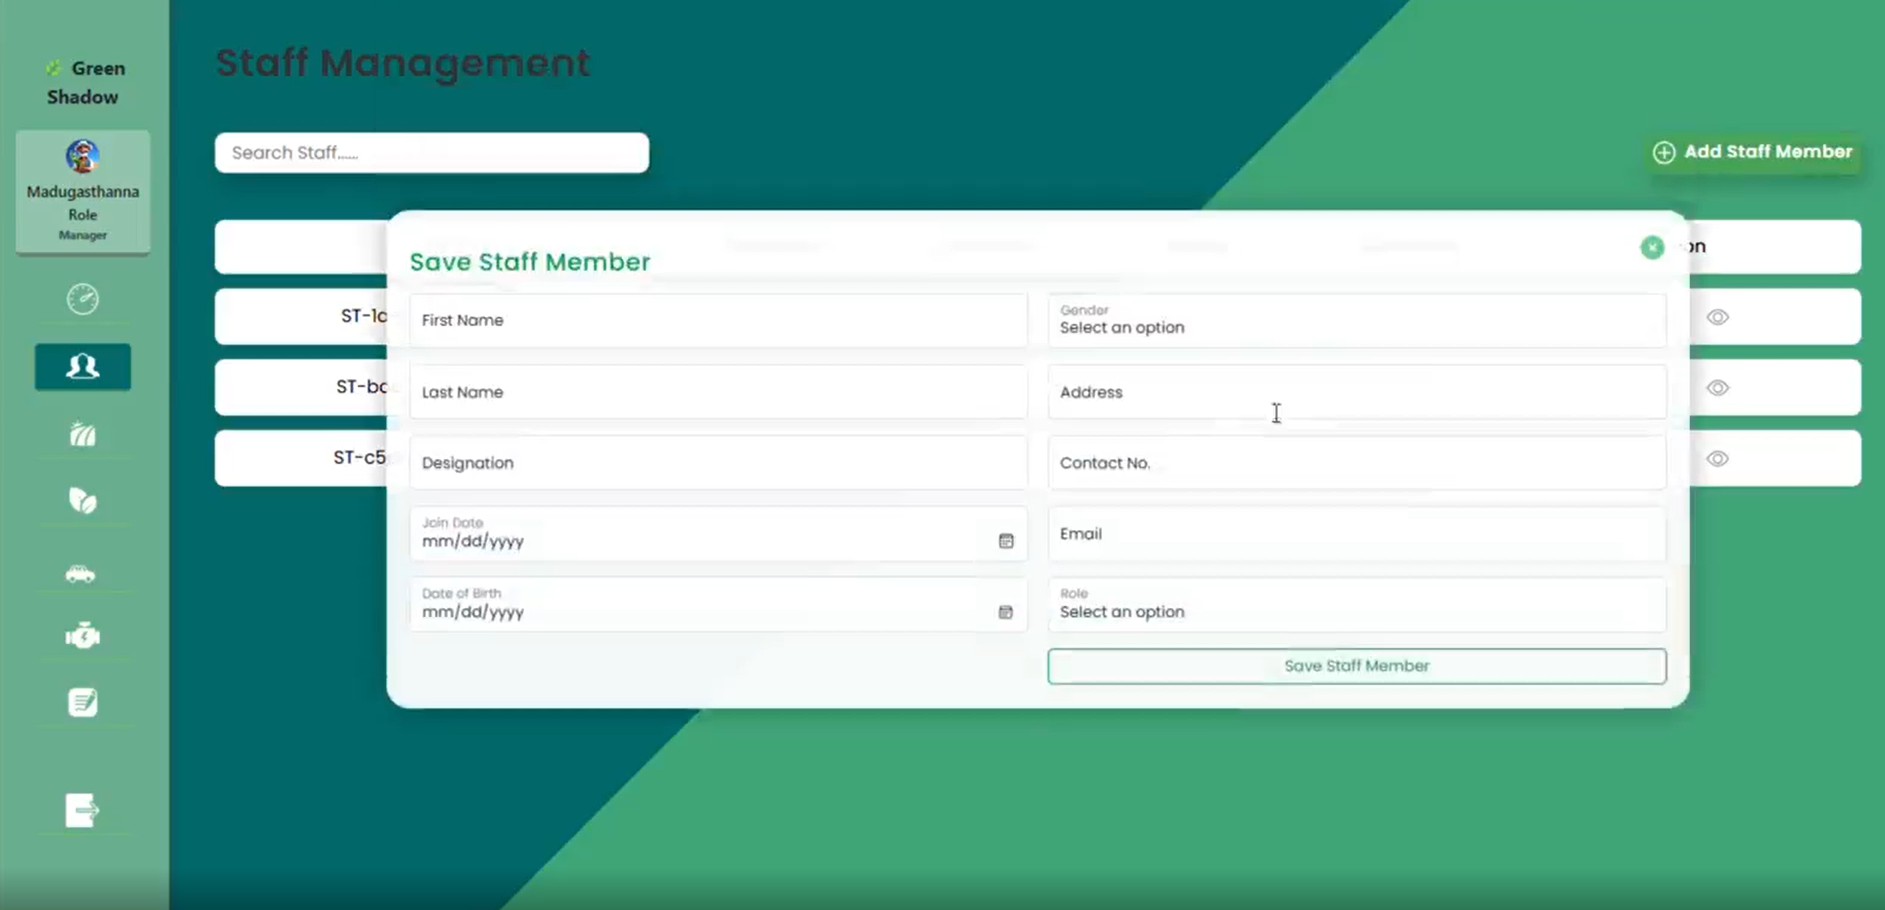 Green
Shadow
Madugasthanna
Role
Manager
Staff Management
Search Staff......
Add Staff Member
Save Staff Member
First Name
Gender
Select an option
Last Name
Address
Designation
Contact No.
Join Date
mm/dd/yyyy
Email
Date of Birth
mm/dd/yyyy
Role
Select an option
Save Staff Member
on
ST-1c
ST-bc
ST-c5